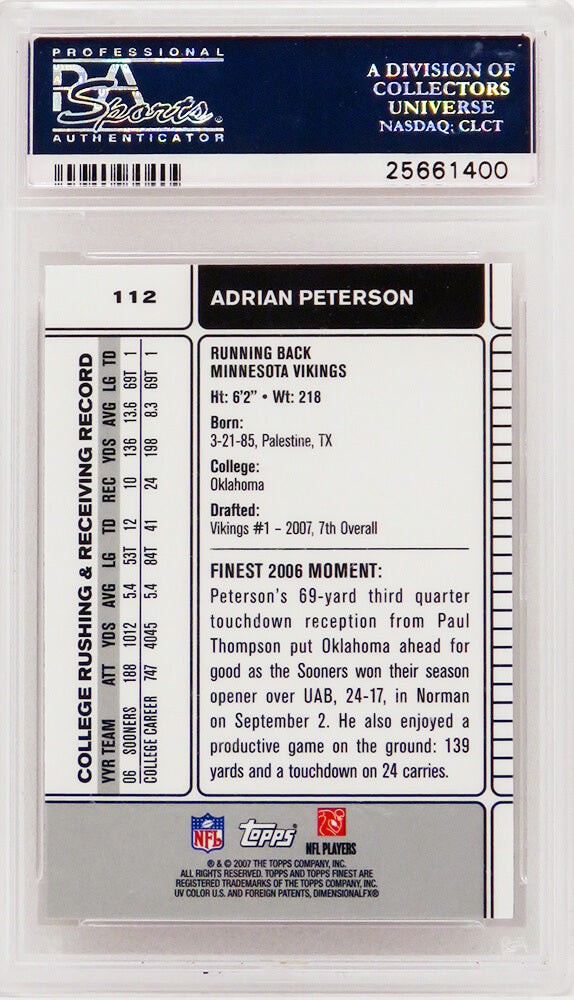 PROFESSIONAL
PSA
Sports®
AUTHENTICATOR
A DIVISION OF
COLLECTORS
UNIVERSE
NASDAQ: CLCT
25661400
112
ADRIAN PETERSON
COLLEGE RUSHING & RECEIVING RECORD
YYR TEAM ATT YDS AVG LG TD REC YDS AVG LG TD
06 SOONERS 188 1012 5.4 53T 12 10 136 13.6 69T 1
COLLEGE CAREER 747 4045 5.4 84T 41 24 198 8.3 69T 1
RUNNING BACK
MINNESOTA VIKINGS
Ht: 6'2" • Wt: 218
Born:
3-21-85, Palestine, TX
College:
Oklahoma
Drafted:
Vikings #1 – 2007, 7th Overall
FINEST 2006 MOMENT:
Peterson's 69-yard third quarter
touchdown reception from Paul
Thompson put Oklahoma ahead for
good as the Sooners won their season
opener over UAB, 24-17, in Norman
on September 2. He also enjoyed a
productive game on the ground: 139
yards and a touchdown on 24 carries.
NFL
topps®
NFL PLAYERS
® & © 2007 THE TOPPS COMPANY, INC.
ALL RIGHTS RESERVED. TOPPS AND TOPPS FINEST ARE
REGISTERED TRADEMARKS OF THE TOPPS COMPANY, INC.
UV COLOR U.S. AND FOREIGN PATENTS, DIMENSIONALFX®